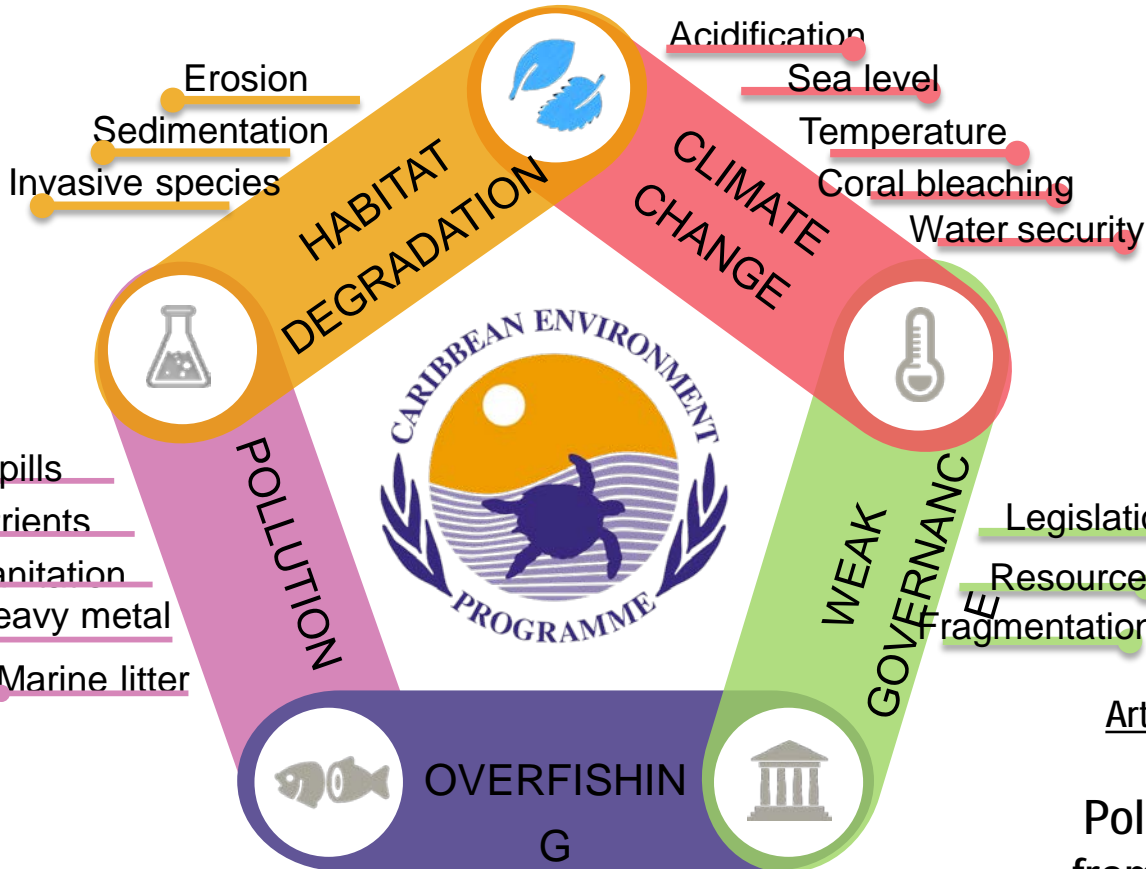 Acidification
Sea level
Temperature
Coral bleaching
Water security
Erosion
Sedimentation
Invasive species
HABITAT
DEGRADATION
CLIMATE
CHANGE
CARIBBEAN ENVIRONMENT
PROGRAMME
POLLUTION
pills
rients
anitation
eavy metal
Marine litter
WEAK
GOVERNANC
E
Legislatio
Resource
Fragmentation
OVERFISHIN
G
Art
Pol